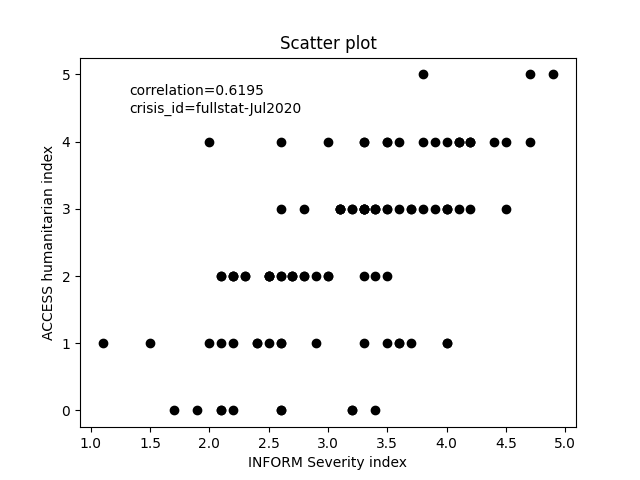 Scatter plot
correlation=0.6195
crisis_id=fullstat-Jul2020
ACCESS humanitarian index
5
4
3
2
1
0
1.0 1.5 2.0 2.5 3.0 3.5 4.0 4.5 5.0
INFORM Severity index